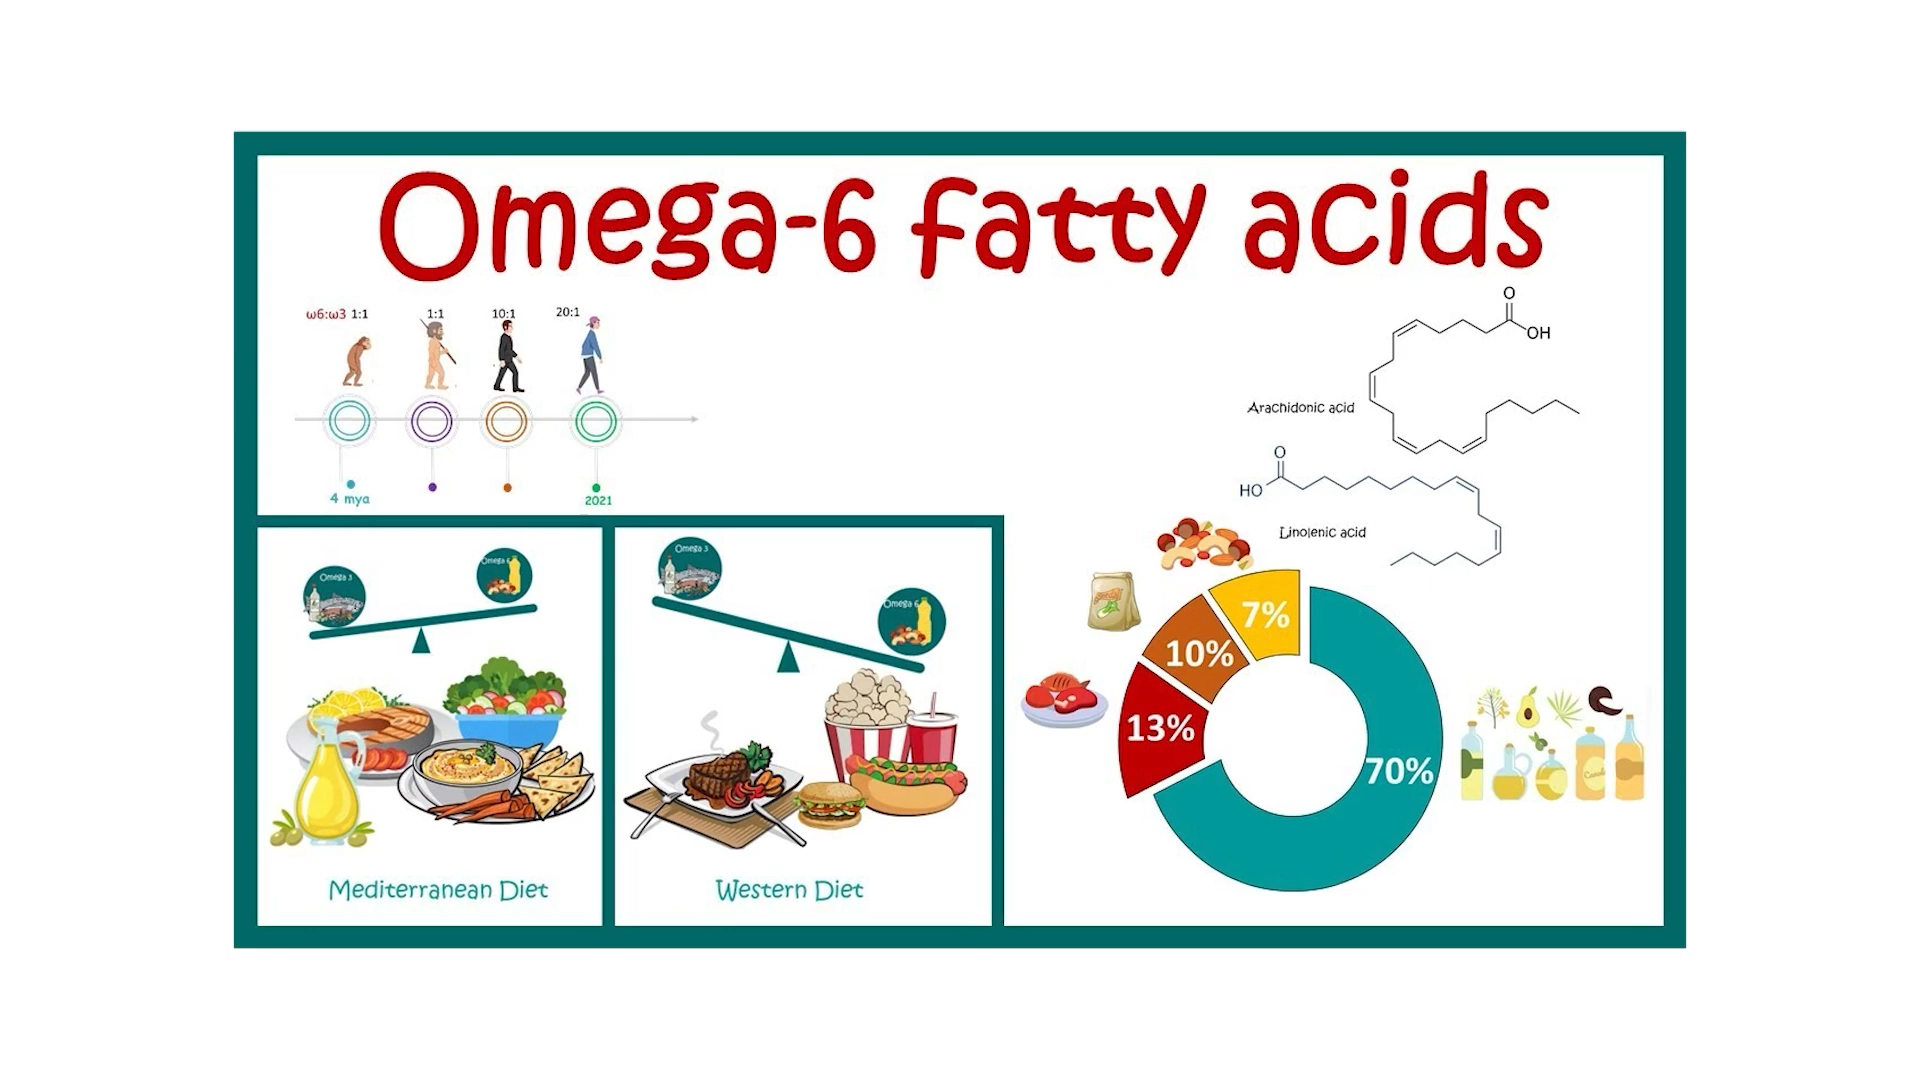 Omega-6 fatty acids
ω6:ω3 1:1
1:1
10:1
20:1
4 mya
2021
O
OH
Arachidonic acid
O
HO
Linolenic acid
Omega 3
Omega 6
Mediterranean Diet
Omega 3
Omega 6
Western Diet
7%
10%
13%
70%